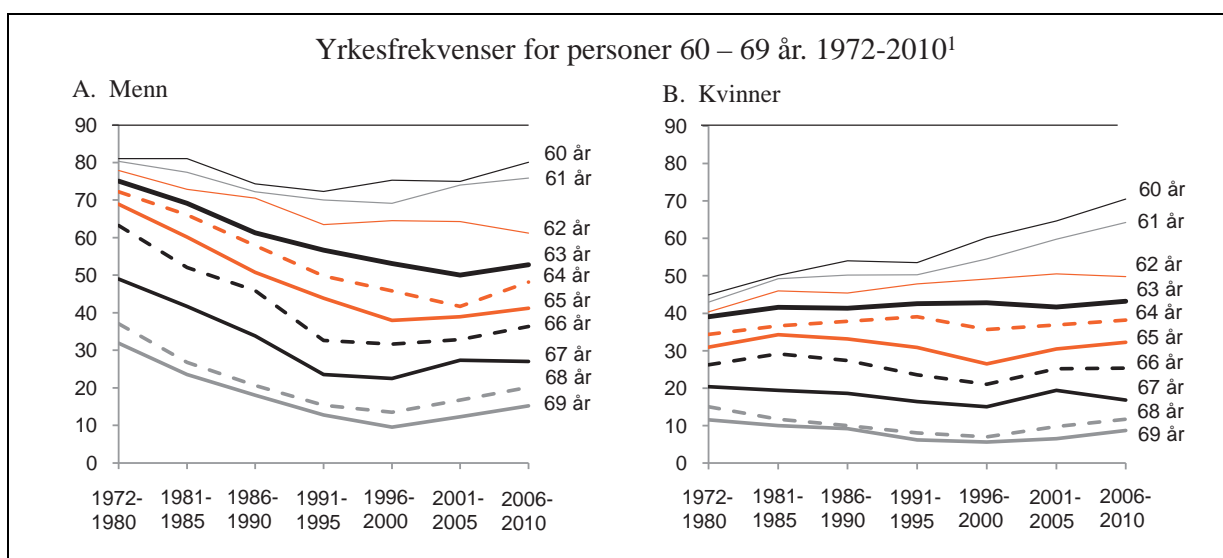 Yrkesfrekvenser for personer 60 – 69 år. 1972-2010¹
A. Menn
90
80
70
60
50
40
30
20
10
0
60 år
61 år
62 år
63 år
64 år
65 år
66 år
67 år
68 år
69 år
1972-
1980
1981-
1985
1986-
1990
1991-
1995
1996-
2000
2001-
2005
2006-
2010
B. Kvinner
90
80
70
60
50
40
30
20
10
0
60 år
61 år
62 år
63 år
64 år
65 år
66 år
67 år
68 år
69 år
1972-
1980
1981-
1985
1986-
1990
1991-
1995
1996-
2000
2001-
2005
2006-
2010